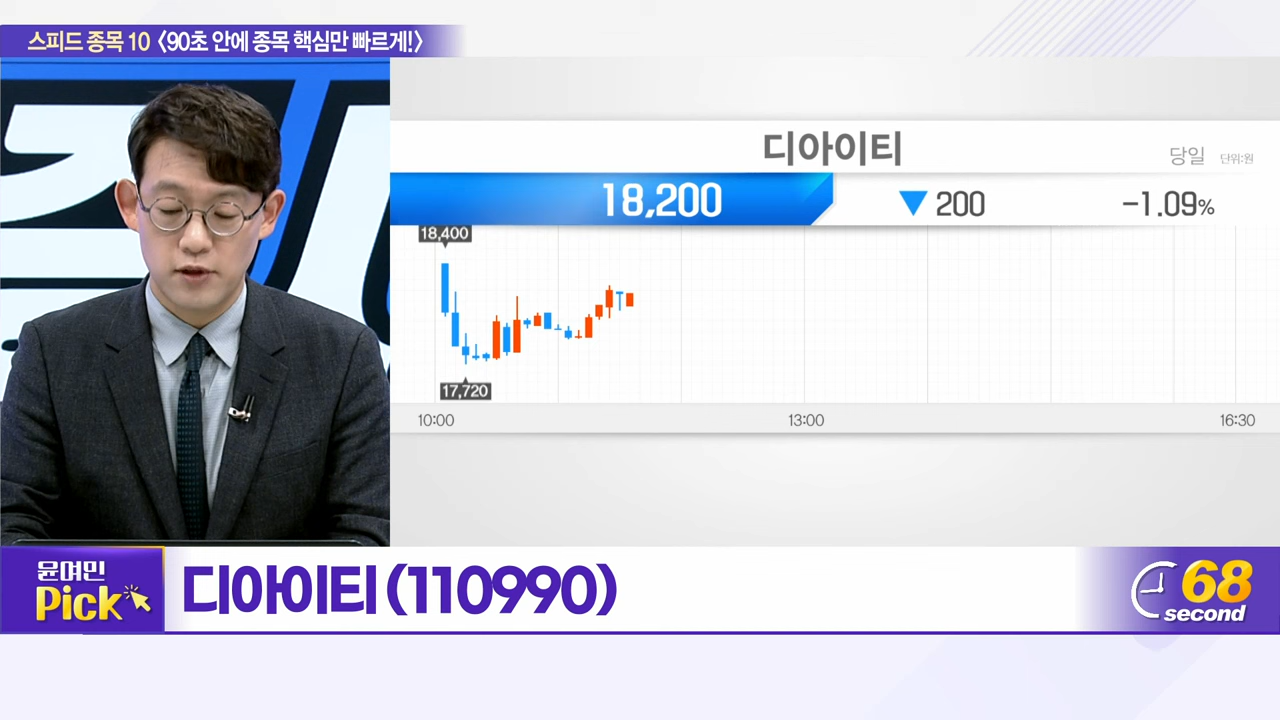 스피드 종목 10 〈90초 안에 종목 핵심만 빠르게!〉
디아이티
당일 단위:원
18,200 ▼ 200 -1.09%
18,400
17,720
10:00 13:00 16:30
윤여민
Pick
디아이티(110990)
68
second